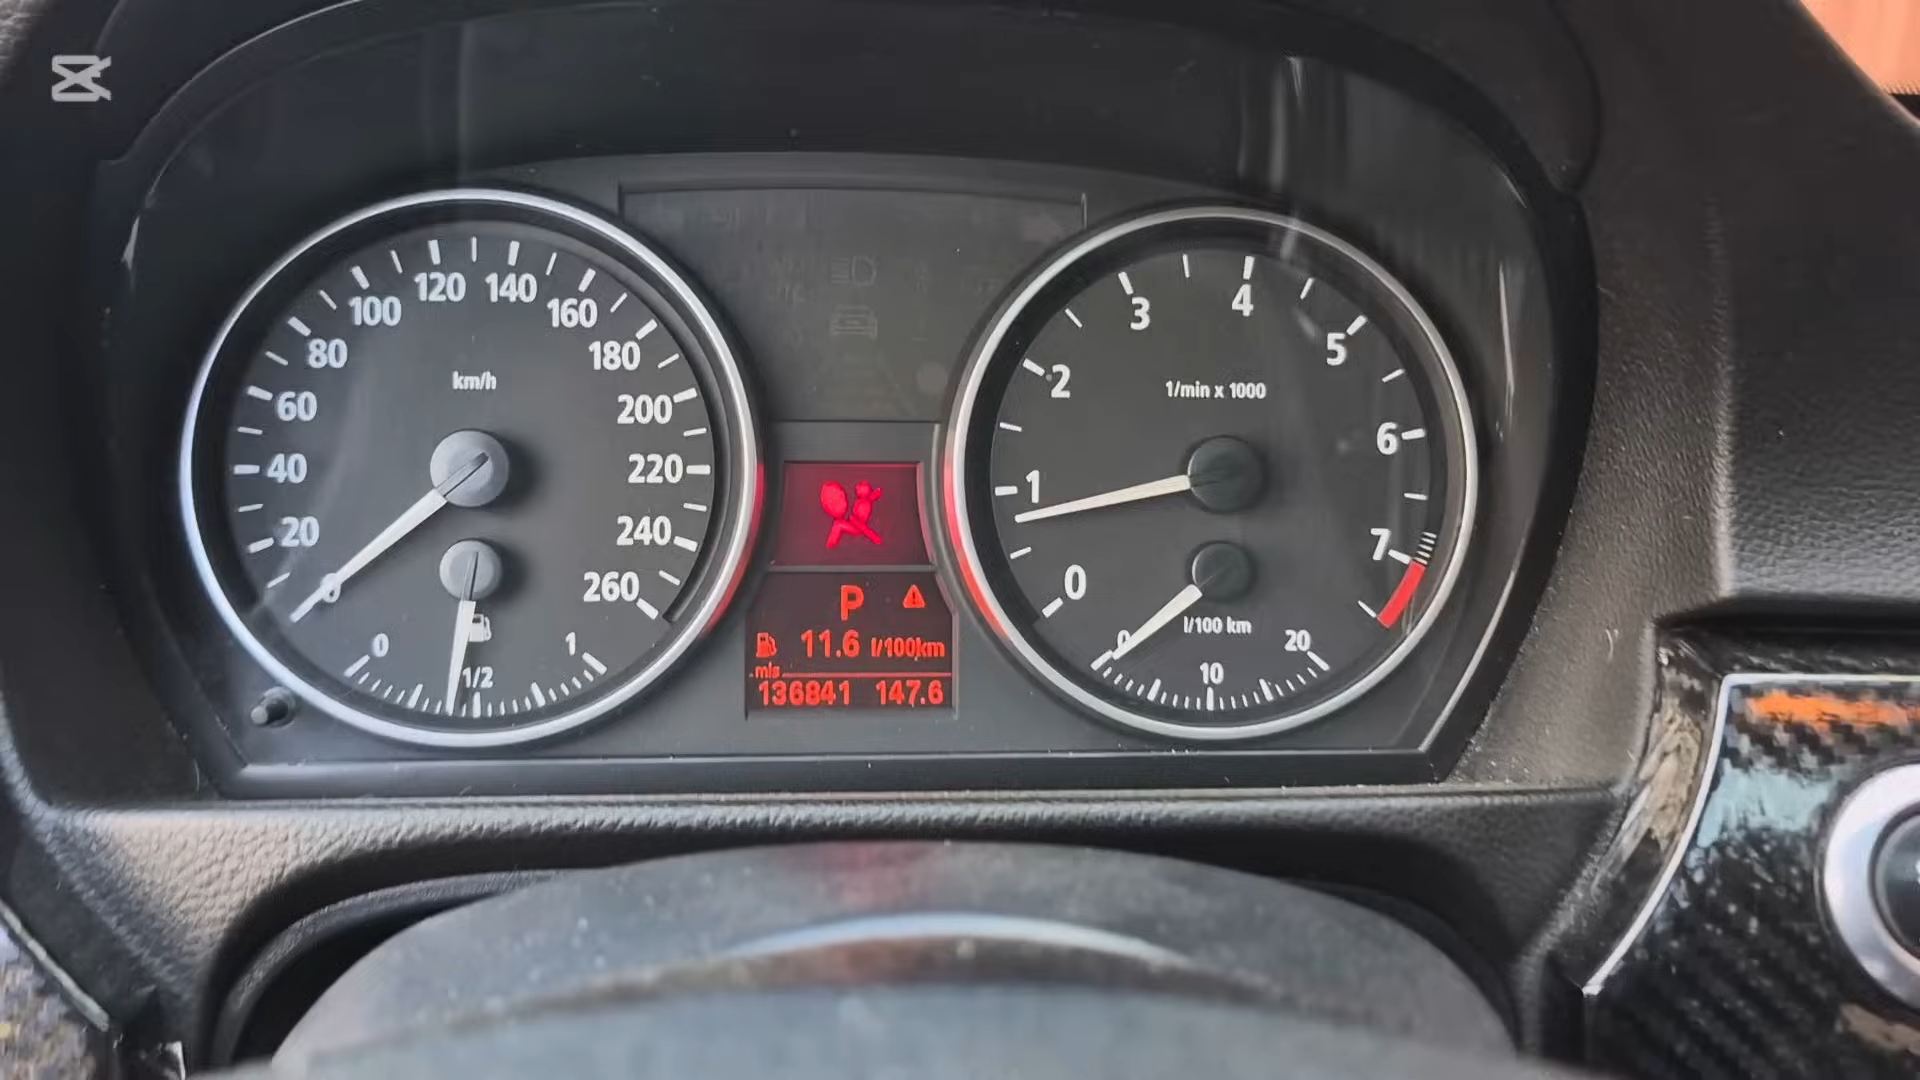 120 140
100 160
80 180
60 200
40 220
20 240
0 260
km/h
0 1/2 1
P
11.6 l/100km
mls
136841 147.6
3 4 5
2 6
1 7
0
1/min x 1000
l/100 km
0 10 20